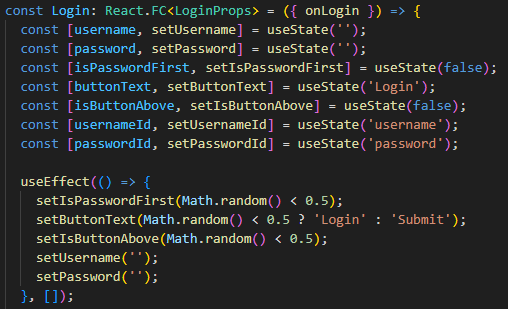 const Login: React.FC<LoginProps> = ({ onLogin }) => {
  const [username, setUsername] = useState('');
  const [password, setPassword] = useState('');
  const [isPasswordFirst, setIsPasswordFirst] = useState(false);
  const [buttonText, setButtonText] = useState('Login');
  const [isButtonAbove, setIsButtonAbove] = useState(false);
  const [usernameId, setUsernameId] = useState('username');
  const [passwordId, setPasswordId] = useState('password');

  useEffect(() => {
    setIsPasswordFirst(Math.random() < 0.5);
    setButtonText(Math.random() < 0.5 ? 'Login' : 'Submit');
    setIsButtonAbove(Math.random() < 0.5);
    setUsername('');
    setPassword('');
  }, []);